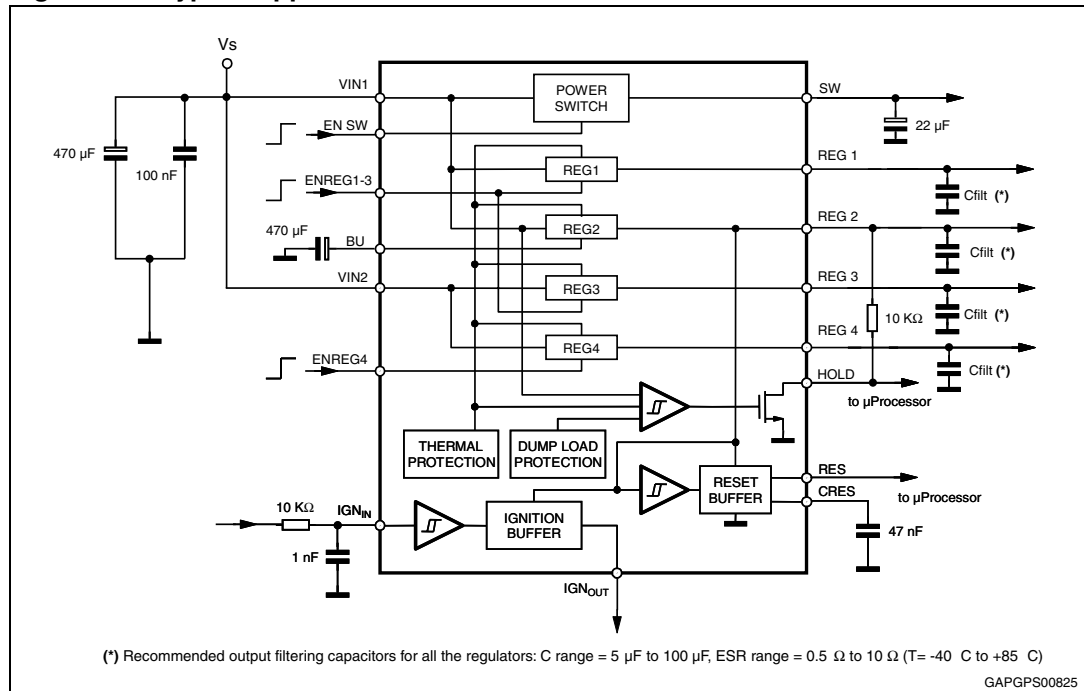 Vs
VIN1
POWER
SWITCH
SW
EN SW
22 µF
470 µF
100 nF
REG1
REG 1
ENREG1-3
Cfilt (*)
REG2
REG 2
470 µF
BU
Cfilt (*)
VIN2
REG3
REG 3
10 KΩ
Cfilt (*)
REG4
REG 4
ENREG4
Cfilt (*)
HOLD
to µProcessor
THERMAL
PROTECTION
DUMP LOAD
PROTECTION
RES
RESET
BUFFER
CRES
to µProcessor
10 KΩ
IGNIN
IGNITION
BUFFER
47 nF
1 nF
IGNOUT
(*) Recommended output filtering capacitors for all the regulators: C range = 5 µF to 100 µF, ESR range = 0.5 Ω to 10 Ω (T= -40 C to +85 C)
GAPGPS00825